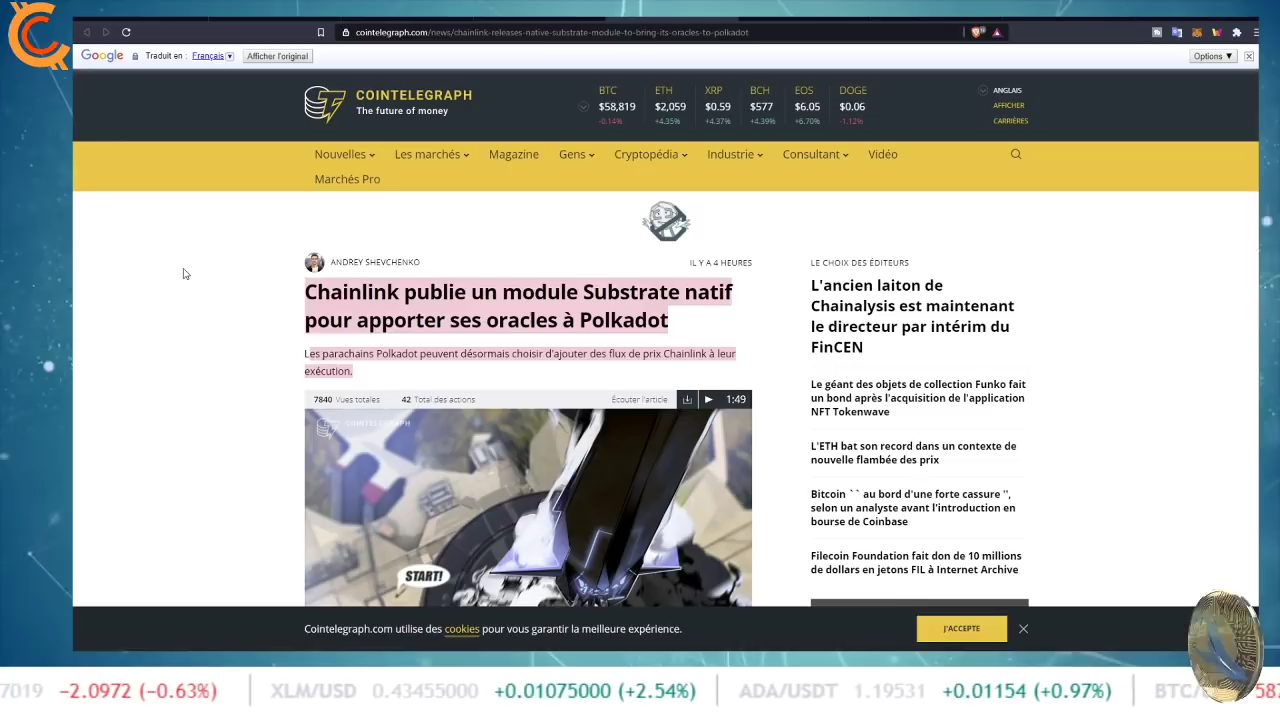 cointelegraph.com/news/chainlink-releases-native-substrate-module-to-bring-its-oracles-to-polkadot
Google Traduit en : Français Afficher l'original Options ▼
COINTELEGRAPH
The future of money
BTC ETH XRP BCH EOS DOGE
$58,819 $2,059 $0.59 $577 $6.05 $0.06
-0.14% +4.35% +4.37% +4.39% +6.70% -1.12%
ANGLAIS
AFFICHER
CARRIÈRES
Nouvelles Les marchés Magazine Gens Cryptopédia Industrie Consultant Vidéo
Marchés Pro
ANDREY SHEVCHENKO IL Y A 4 HEURES
Chainlink publie un module Substrate natif
pour apporter ses oracles à Polkadot
Les parachains Polkadot peuvent désormais choisir d'ajouter des flux de prix Chainlink à leur
exécution.
7840 Vues totales 42 Total des actions Écouter l'article 1:49
COINTELEGRAPH
START!
LE CHOIX DES ÉDITEURS
L'ancien laiton de
Chainalysis est maintenant
le directeur par intérim du
FinCEN
Le géant des objets de collection Funko fait
un bond après l'acquisition de l'application
NFT Tokenwave
L'ETH bat son record dans un contexte de
nouvelle flambée des prix
Bitcoin `` au bord d'une forte cassure '',
selon un analyste avant l'introduction en
bourse de Coinbase
Filecoin Foundation fait don de 10 millions
de dollars en jetons FIL à Internet Archive
Cointelegraph.com utilise des cookies pour vous garantir la meilleure expérience.
J'ACCEPTE
7019 -2.0972 (-0.63%) XLM/USD 0.43455000 +0.01075000 (+2.54%) ADA/USDT 1.19531 +0.01154 (+0.97%) BTC/ 587